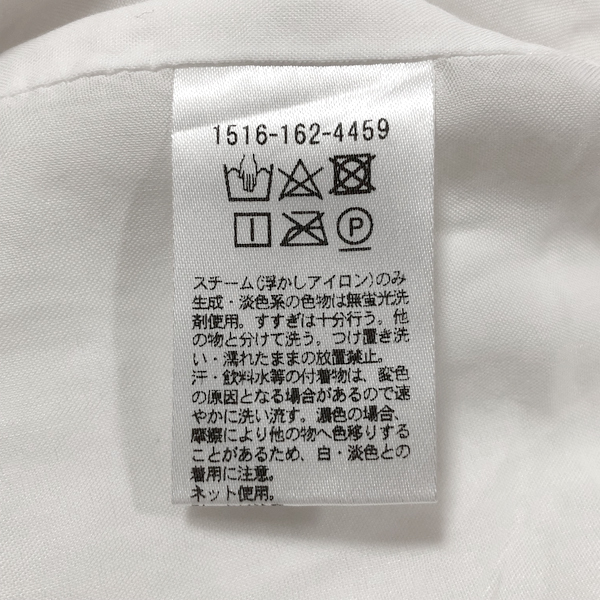 1516-162-4459
P
スチーム(浮かしアイロン)のみ
生成・淡色系の色物は無蛍光洗
剤使用。すすぎは十分行う。他
の物と分けて洗う。つけ置き洗
い・濡れたままの放置禁止。
汗・飲料水等の付着物は、変色
の原因となる場合があるので速
やかに洗い流す。濃色の場合、
摩擦により他の物へ色移りする
ことがあるため、白・淡色との
着用に注意。
ネット使用。